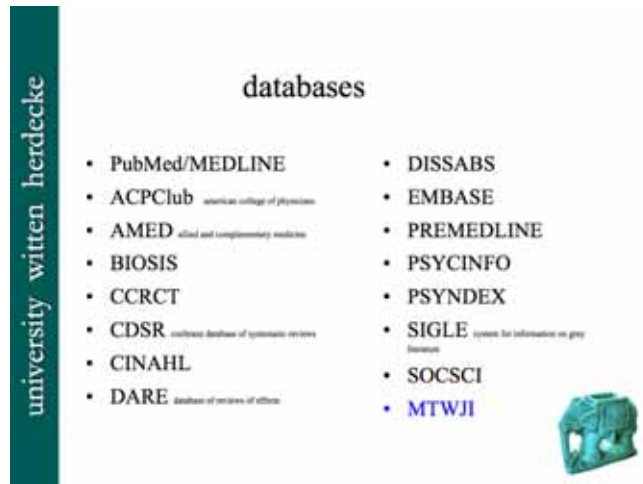 university witten herdecke
databases
• PubMed/MEDLINE
• ACPClub american college of physicians
• AMED allied and complementary medicine
• BIOSIS
• CCRCT
• CDSR cochrane database of systematic reviews
• CINAHL
• DARE database of reviews of effects
• DISSABS
• EMBASE
• PREMEDLINE
• PSYCINFO
• PSYNDEX
• SIGLE system for information on grey
literature
• SOCSCI
• MTWJI